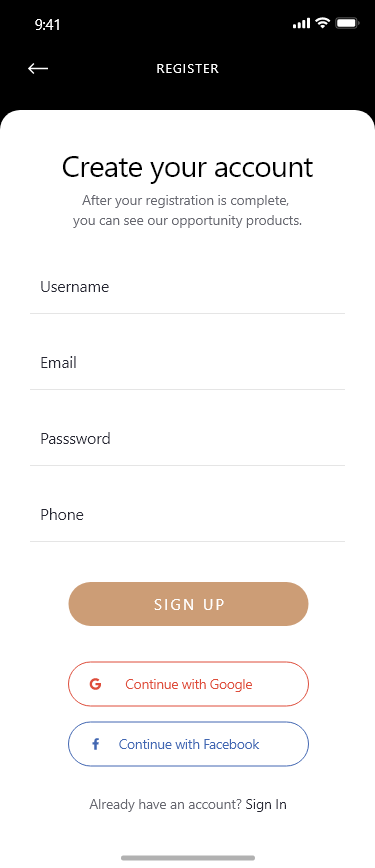 9:41
REGISTER
Create your account
After your registration is complete,
you can see our opportunity products.
Username
Email
Passsword
Phone
SIGN UP
G Continue with Google
f Continue with Facebook
Already have an account? Sign In